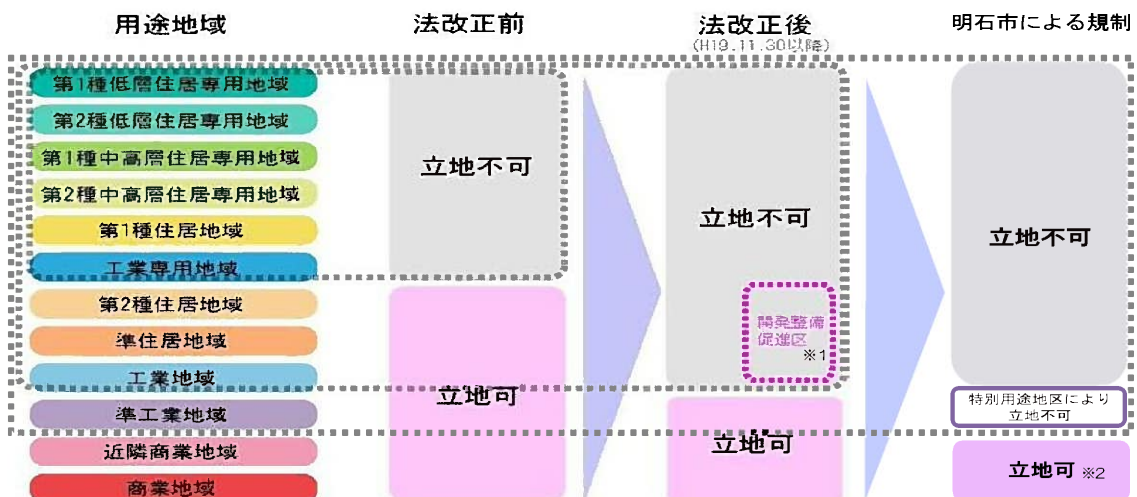 用途地域
法改正前
法改正後
(H19.11.30以降)
明石市による規制
第1種低層住居専用地域
第2種低層住居専用地域
第1種中高層住居専用地域
第2種中高層住居専用地域
第1種住居地域
工業専用地域
第2種住居地域
準住居地域
工業地域
準工業地域
近隣商業地域
商業地域
立地不可
立地可
立地不可
開発整備
促進区
※1
立地可
立地不可
特別用途地区により
立地不可
立地可 ※2